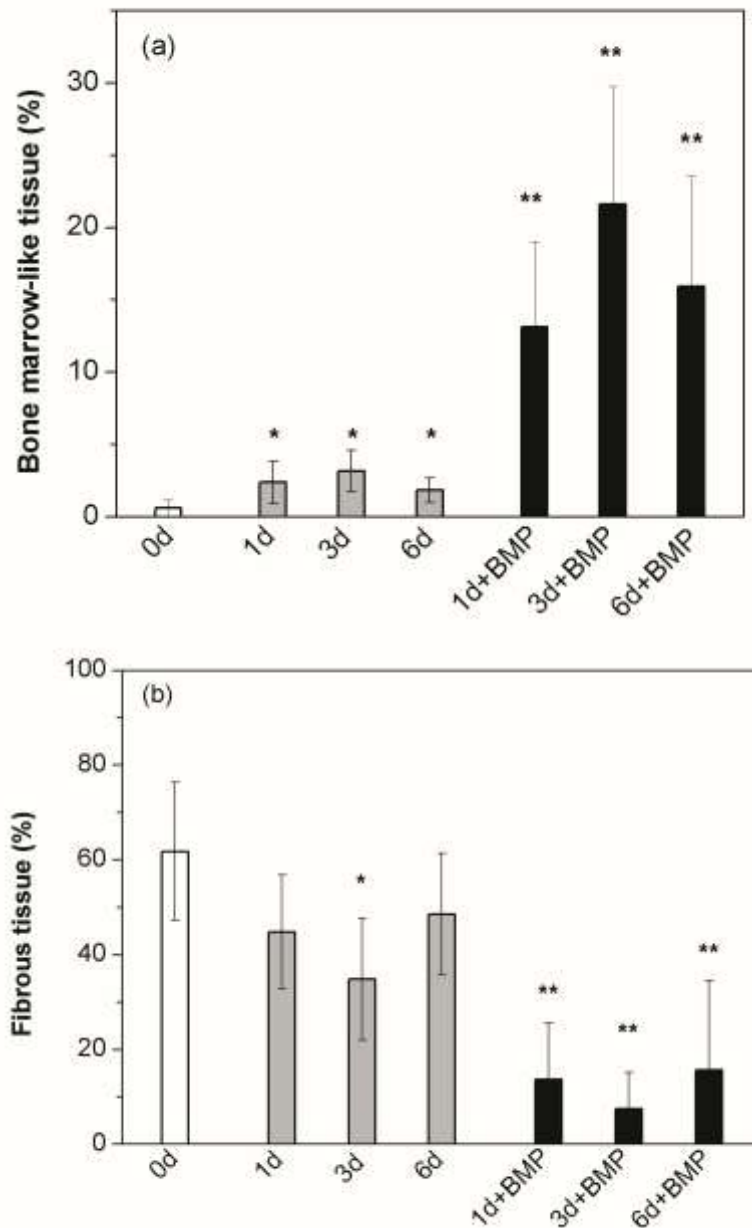 (a)
Bone marrow-like tissue (%)
30
20
10
0
**
**
**
*
*
*
0d
1d
3d
6d
1d+BMP
3d+BMP
6d+BMP
(b)
Fibrous tissue (%)
100
80
60
40
20
0
*
**
**
**
0d
1d
3d
6d
1d+BMP
3d+BMP
6d+BMP